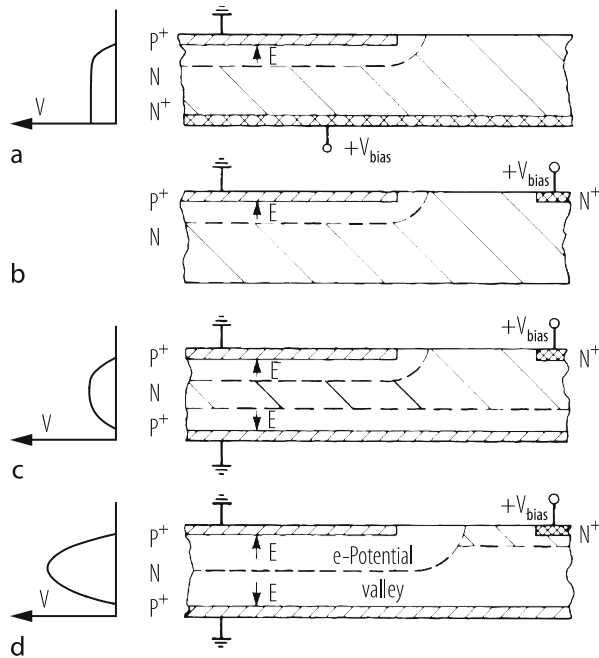 P+
E
N
V
N+
a
+Vbias
+Vbias
P+
N+
E
N
b
+Vbias
P+
N+
E
N
V
E
P+
c
+Vbias
P+
N+
E
e-Potential
N
V
E
valley
P+
d